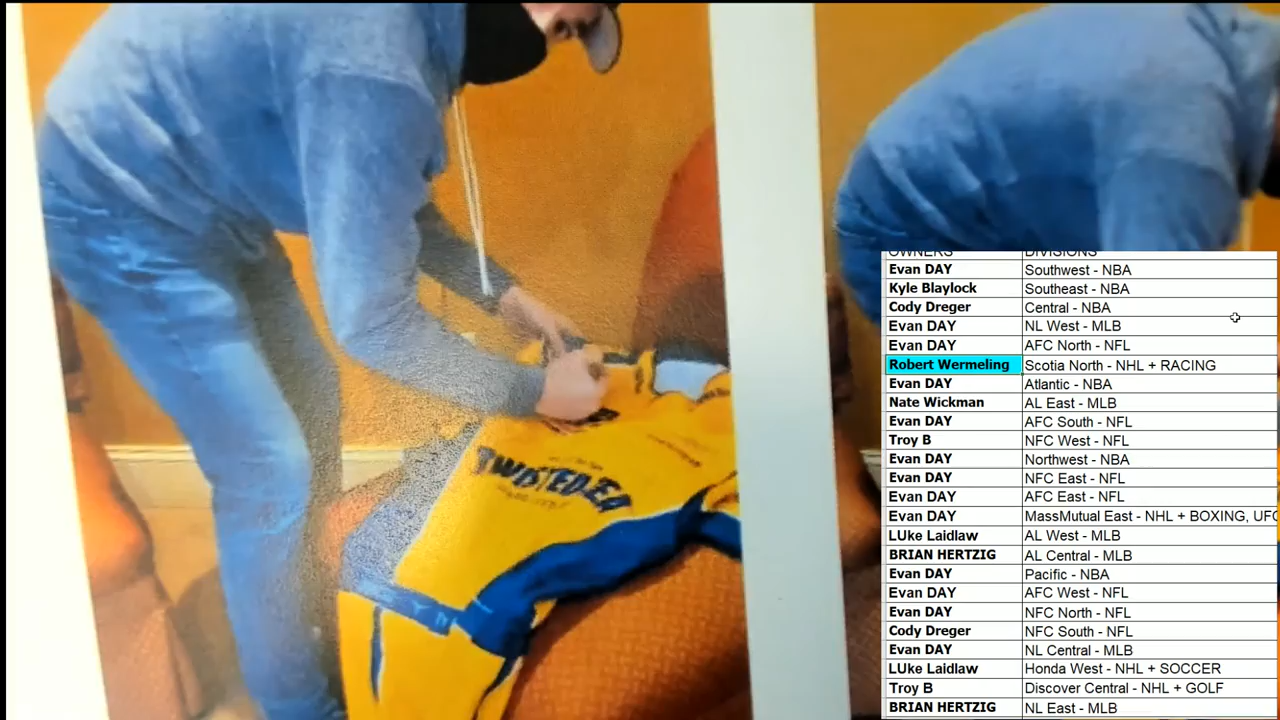 TWISTED TEA
OWNERS DIVISIONS
Evan DAY Southwest - NBA
Kyle Blaylock Southeast - NBA
Cody Dreger Central - NBA
Evan DAY NL West - MLB
Evan DAY AFC North - NFL
Robert Wermeling Scotia North - NHL + RACING
Evan DAY Atlantic - NBA
Nate Wickman AL East - MLB
Evan DAY AFC South - NFL
Troy B NFC West - NFL
Evan DAY Northwest - NBA
Evan DAY NFC East - NFL
Evan DAY AFC East - NFL
Evan DAY MassMutual East - NHL + BOXING, UFC
LUke Laidlaw AL West - MLB
BRIAN HERTZIG AL Central - MLB
Evan DAY Pacific - NBA
Evan DAY AFC West - NFL
Evan DAY NFC North - NFL
Cody Dreger NFC South - NFL
Evan DAY NL Central - MLB
LUke Laidlaw Honda West - NHL + SOCCER
Troy B Discover Central - NHL + GOLF
BRIAN HERTZIG NL East - MLB